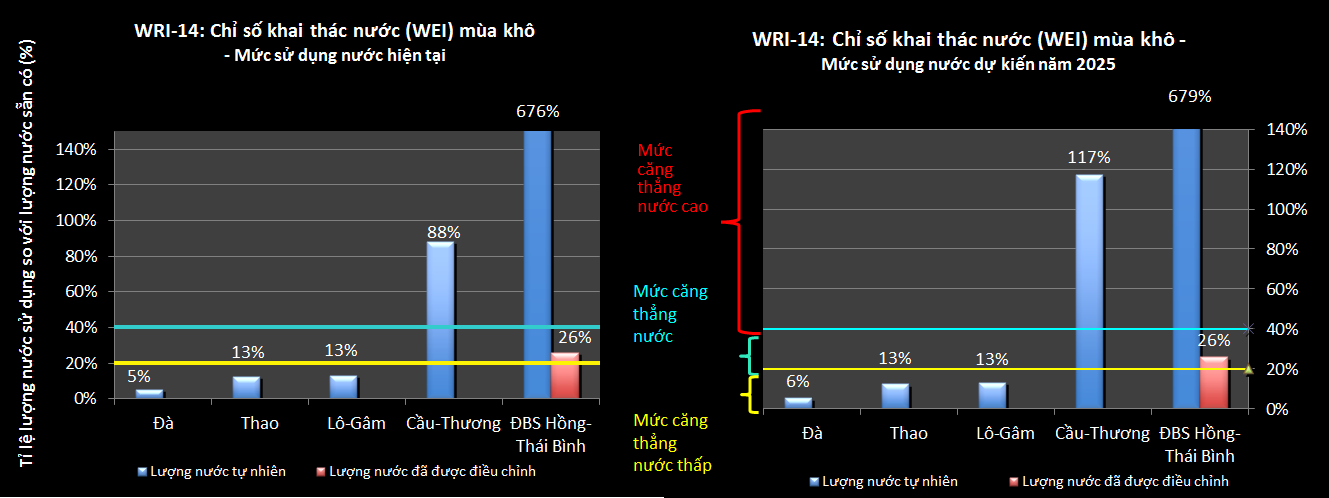 WRI-14: Chỉ số khai thác nước (WEI) mùa khô
- Mức sử dụng nước hiện tại
Tỉ lệ lượng nước sử dụng so với lượng nước sẵn có (%)
676%
140%
120%
100%
80%
60%
40%
20%
0%
5%
13%
13%
88%
26%
Đà
Thao
Lô-Gâm
Cầu-Thương
ĐBS Hồng-
Thái Bình
Lượng nước tự nhiên
Lượng nước đã được điều chỉnh
Mức
căng
thẳng
nước cao
Mức căng
thẳng
nước
Mức căng
thẳng
nước thấp
WRI-14: Chỉ số khai thác nước (WEI) mùa khô -
Mức sử dụng nước dự kiến năm 2025
679%
140%
120%
100%
80%
60%
40%
20%
0%
6%
13%
13%
117%
26%
Đà
Thao
Lô-Gâm
Cầu-Thương
ĐBS Hồng-
Thái Bình
Lượng nước tự nhiên
Lượng nước đã được điều chỉnh